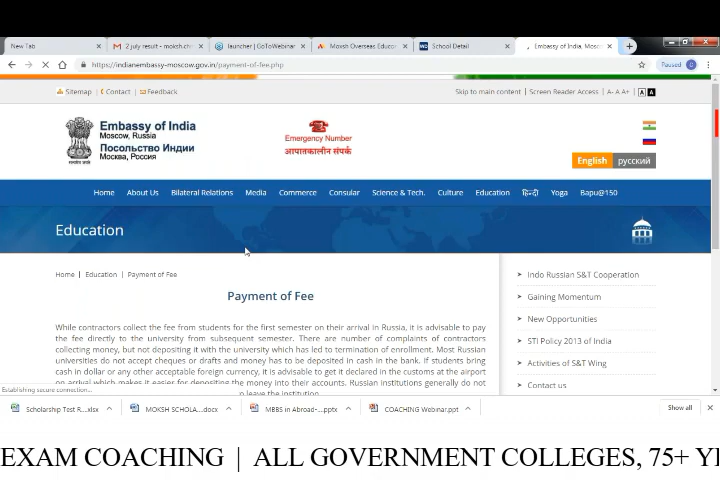 New Tab
2 july result - moksh.ch
launcher | GoToWebinar
Moxsh Overseas Educon
School Detail
Embassy of India, Mosco
https://indianembassy-moscow.gov.in/payment-of-fee.php
Paused
Sitemap | Contact | Feedback
Skip to main content | Screen Reader Access | A- A A+ | A A
Embassy of India
Moscow, Russia
Посольство Индии
Москва, Россия
Emergency Number
आपातकालीन संपर्क
English русский
Home About Us Bilateral Relations Media Commerce Consular Science & Tech. Culture Education हिन्दी Yoga Bapu@150
Education
Home | Education | Payment of Fee
Payment of Fee
While contractors collect the fee from students for the first semester on their arrival in Russia, it is advisable to pay
the fee directly to the university from subsequent semester. There are number of complaints of contractors
collecting money, but not depositing it with the university which has led to termination of enrollment. Most Russian
universities do not accept cheques or drafts and money has to be deposited in cash in the bank. If students bring
cash in dollar or any other acceptable foreign currency, it is advisable to get it declared in the customs at the airport
on arrival which makes it easier for depositing the money into their accounts. Russian institutions generally do not
leave the institution
Indo Russian S&T Cooperation
Gaining Momentum
New Opportunities
STI Policy 2013 of India
Activities of S&T Wing
Contact us
Establishing secure connection...
Scholarship Test R....xlsx
MOKSH SCHOLA....docx
MBBS in Abroad-....pptx
COACHING Webinar.ppt
Show all
EXAM COACHING | ALL GOVERNMENT COLLEGES, 75+ Y